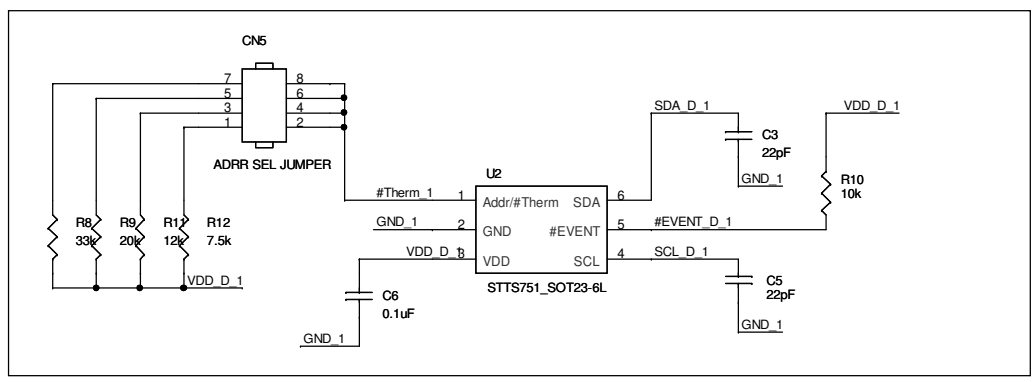 CN5
7 8
5 6
3 4
1 2
ADRR SEL JUMPER
SDA_D_1
VDD_D_1
C3
22pF
GND_1
R10
10k
U2
#Therm_1
1
Addr/#Therm SDA
6
GND_1
2
GND #EVENT
5
#EVENT_D_1
VDD_D_1
3
VDD SCL
4
SCL_D_1
STTS751_SOT23-6L
R8
33k
R9
20k
R11
12k
R12
7.5k
VDD_D_1
C6
0.1uF
GND_1
C5
22pF
GND_1